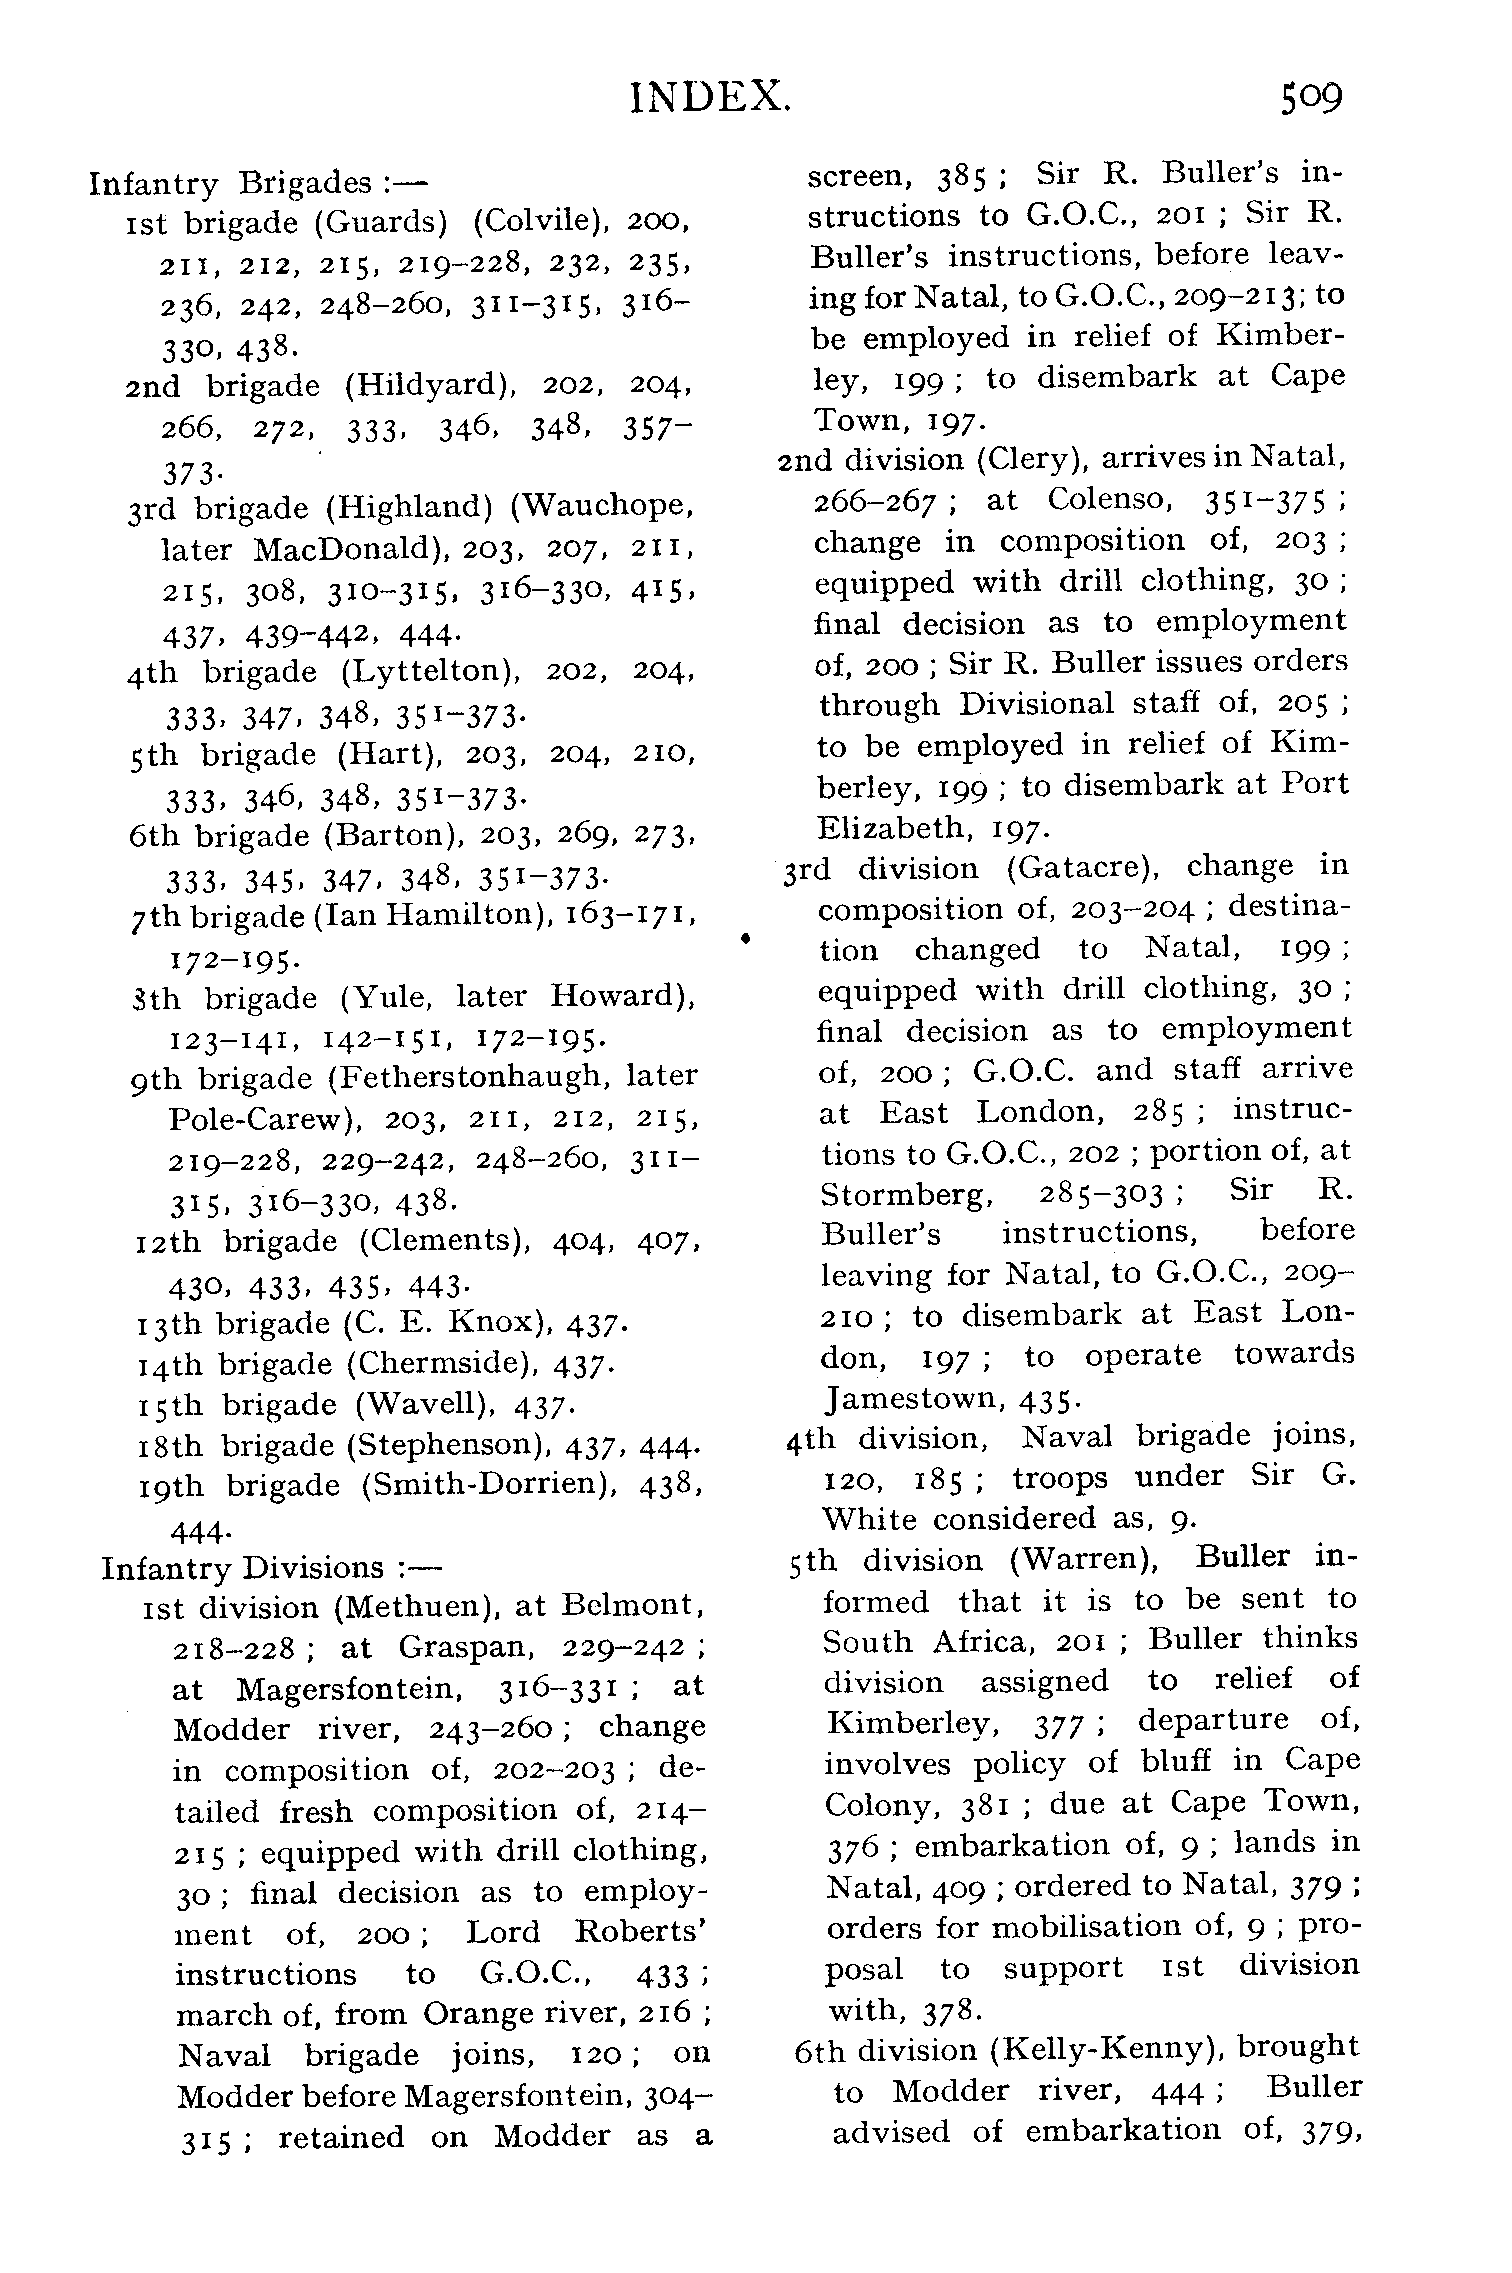 INDEX. 509
Infantry Brigades :—
1st brigade (Guards) (Colvile), 200,
211, 212, 215, 219–228, 232, 235,
236, 242, 248–260, 311–315, 316–
330, 438.
2nd brigade (Hildyard), 202, 204,
266, 272, 333, 346, 348, 357–
373.
3rd brigade (Highland) (Wauchope,
later MacDonald), 203, 207, 211,
215, 308, 310–315, 316–330, 415,
437, 439–442, 444.
4th brigade (Lyttelton), 202, 204,
333, 347, 348, 351–373.
5th brigade (Hart), 203, 204, 210,
333, 346, 348, 351–373.
6th brigade (Barton), 203, 269, 273,
333, 345, 347, 348, 351–373.
7th brigade (Ian Hamilton), 163–171,
172–195.
8th brigade (Yule, later Howard),
123–141, 142–151, 172–195.
9th brigade (Fetherstonhaugh, later
Pole-Carew), 203, 211, 212, 215,
219–228, 229–242, 248–260, 311–
315, 316–330, 438.
12th brigade (Clements), 404, 407,
430, 433, 435, 443.
13th brigade (C. E. Knox), 437.
14th brigade (Chermside), 437.
15th brigade (Wavell), 437.
18th brigade (Stephenson), 437, 444.
19th brigade (Smith-Dorrien), 438,
444.
Infantry Divisions :—
1st division (Methuen), at Belmont,
218–228 ; at Graspan, 229–242 ;
at Magersfontein, 316–331 ; at
Modder river, 243–260 ; change
in composition of, 202–203 ; de-
tailed fresh composition of, 214–
215 ; equipped with drill clothing,
30 ; final decision as to employ-
ment of, 200 ; Lord Roberts'
instructions to G.O.C., 433 ;
march of, from Orange river, 216 ;
Naval brigade joins, 120 ; on
Modder before Magersfontein, 304–
315 ; retained on Modder as a
screen, 385 ; Sir R. Buller's in-
structions to G.O.C., 201 ; Sir R.
Buller's instructions, before leav-
ing for Natal, to G.O.C., 209–213; to
be employed in relief of Kimber-
ley, 199 ; to disembark at Cape
Town, 197.
2nd division (Clery), arrives in Natal,
266–267 ; at Colenso, 351–375 ;
change in composition of, 203 ;
equipped with drill clothing, 30 ;
final decision as to employment
of, 200 ; Sir R. Buller issues orders
through Divisional staff of, 205 ;
to be employed in relief of Kim-
berley, 199 ; to disembark at Port
Elizabeth, 197.
3rd division (Gatacre), change in
composition of, 203–204 ; destina-
tion changed to Natal, 199 ;
equipped with drill clothing, 30 ;
final decision as to employment
of, 200 ; G.O.C. and staff arrive
at East London, 285 ; instruc-
tions to G.O.C., 202 ; portion of, at
Stormberg, 285–303 ; Sir R.
Buller's instructions, before
leaving for Natal, to G.O.C., 209–
210 ; to disembark at East Lon-
don, 197 ; to operate towards
Jamestown, 435.
4th division, Naval brigade joins,
120, 185 ; troops under Sir G.
White considered as, 9.
5th division (Warren), Buller in-
formed that it is to be sent to
South Africa, 201 ; Buller thinks
division assigned to relief of
Kimberley, 377 ; departure of,
involves policy of bluff in Cape
Colony, 381 ; due at Cape Town,
376 ; embarkation of, 9 ; lands in
Natal, 409 ; ordered to Natal, 379 ;
orders for mobilisation of, 9 ; pro-
posal to support 1st division
with, 378.
6th division (Kelly-Kenny), brought
to Modder river, 444 ; Buller
advised of embarkation of, 379,